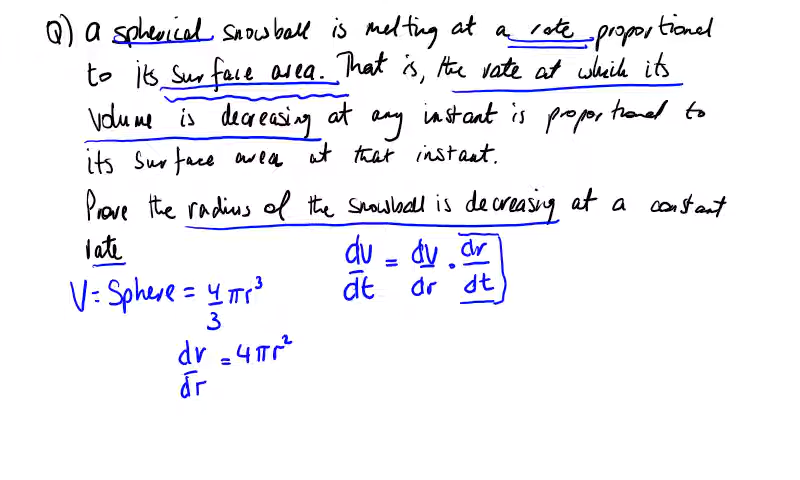 Q) a spherical snowball is melting at a rate proportional
to its surface area. That is, the rate at which its
volume is decreasing at any instant is proportional to
its surface area at that instant.
Prove the radius of the snowball is decreasing at a constant
rate
dv/dt = dv/dr . dr/dt
V = Sphere = 4/3 πr³
dv/dr = 4πr²